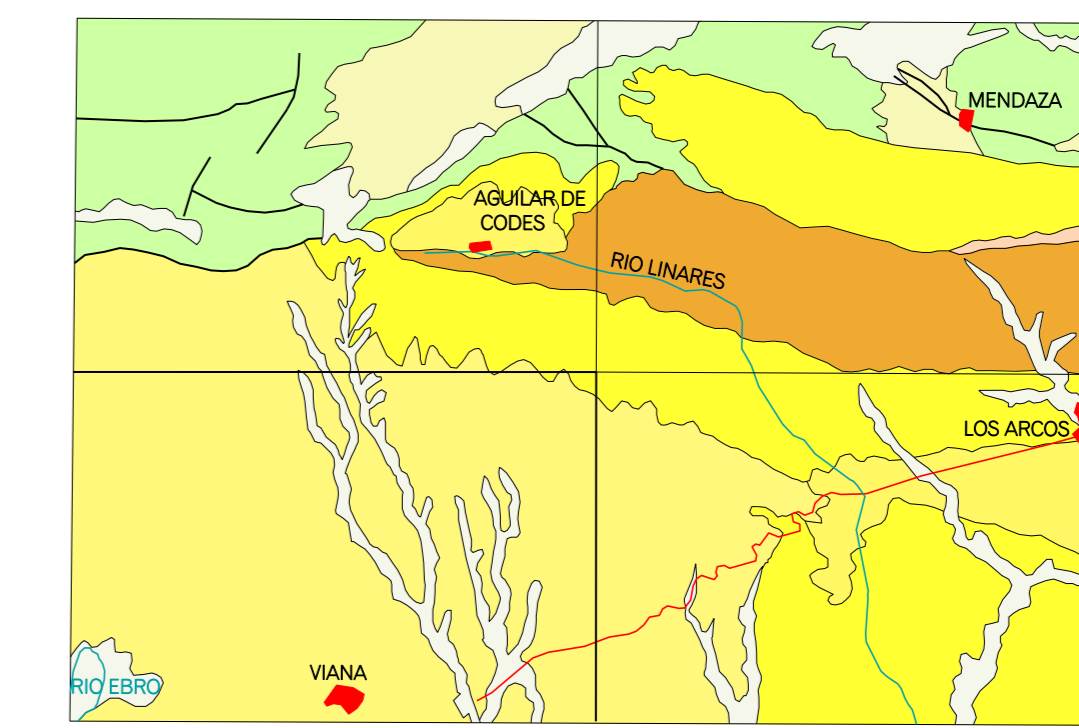 MENDAZA
AGUILAR DE
CODES
RIO LINARES
LOS ARCOS
VIANA
RIO EBRO